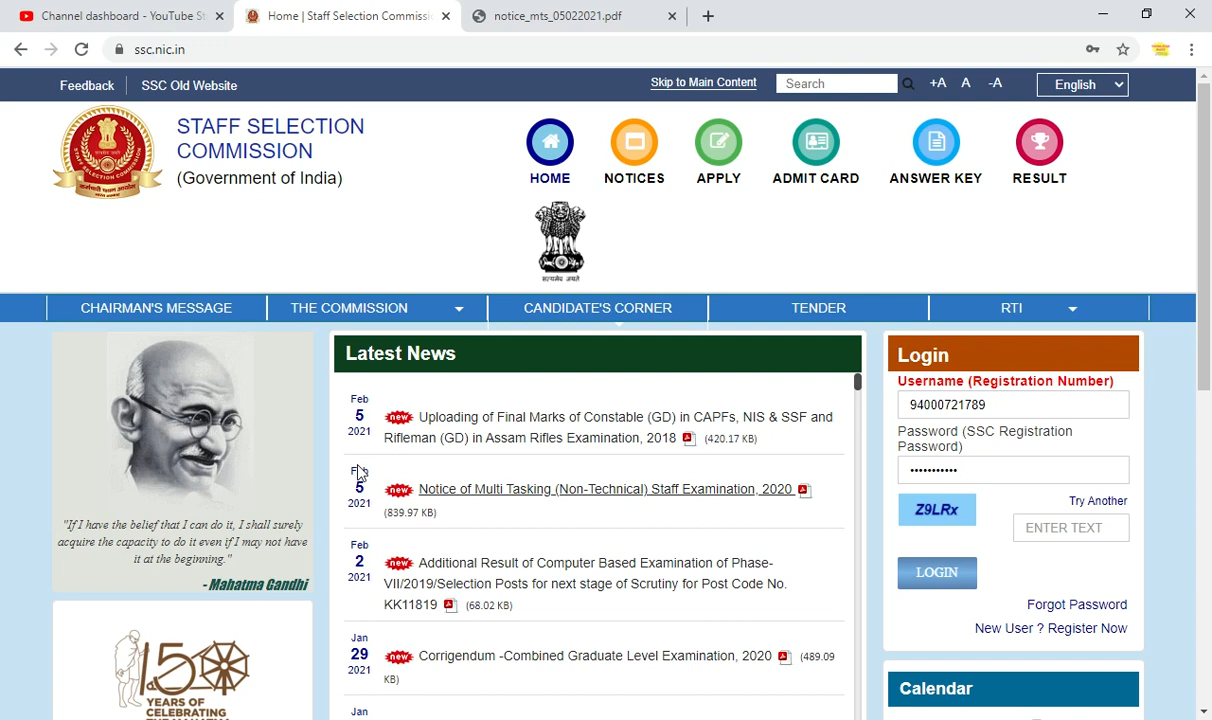 Channel dashboard - YouTube St
Home | Staff Selection Commissi
notice_mts_05022021.pdf
ssc.nic.in
Feedback
SSC Old Website
Skip to Main Content
Search
+A
A
-A
English
STAFF SELECTION
COMMISSION
(Government of India)
HOME
NOTICES
APPLY
ADMIT CARD
ANSWER KEY
RESULT
सत्यमेव जयते
CHAIRMAN'S MESSAGE
THE COMMISSION
CANDIDATE'S CORNER
TENDER
RTI
"If I have the belief that I can do it, I shall surely
acquire the capacity to do it even if I may not have
it at the beginning."
- Mahatma Gandhi
150
YEARS OF
CELEBRATING
Latest News
Feb
5
2021
new Uploading of Final Marks of Constable (GD) in CAPFs, NIS & SSF and
Rifleman (GD) in Assam Rifles Examination, 2018 (420.17 KB)
Feb
5
2021
new Notice of Multi Tasking (Non-Technical) Staff Examination, 2020
(839.97 KB)
Feb
2
2021
new Additional Result of Computer Based Examination of Phase-
VII/2019/Selection Posts for next stage of Scrutiny for Post Code No.
KK11819 (68.02 KB)
Jan
29
2021
new Corrigendum -Combined Graduate Level Examination, 2020 (489.09
KB)
Jan
Login
Username (Registration Number)
94000721789
Password (SSC Registration
Password)
•••••••••••
Try Another
Z9LRx
ENTER TEXT
LOGIN
Forgot Password
New User ? Register Now
Calendar